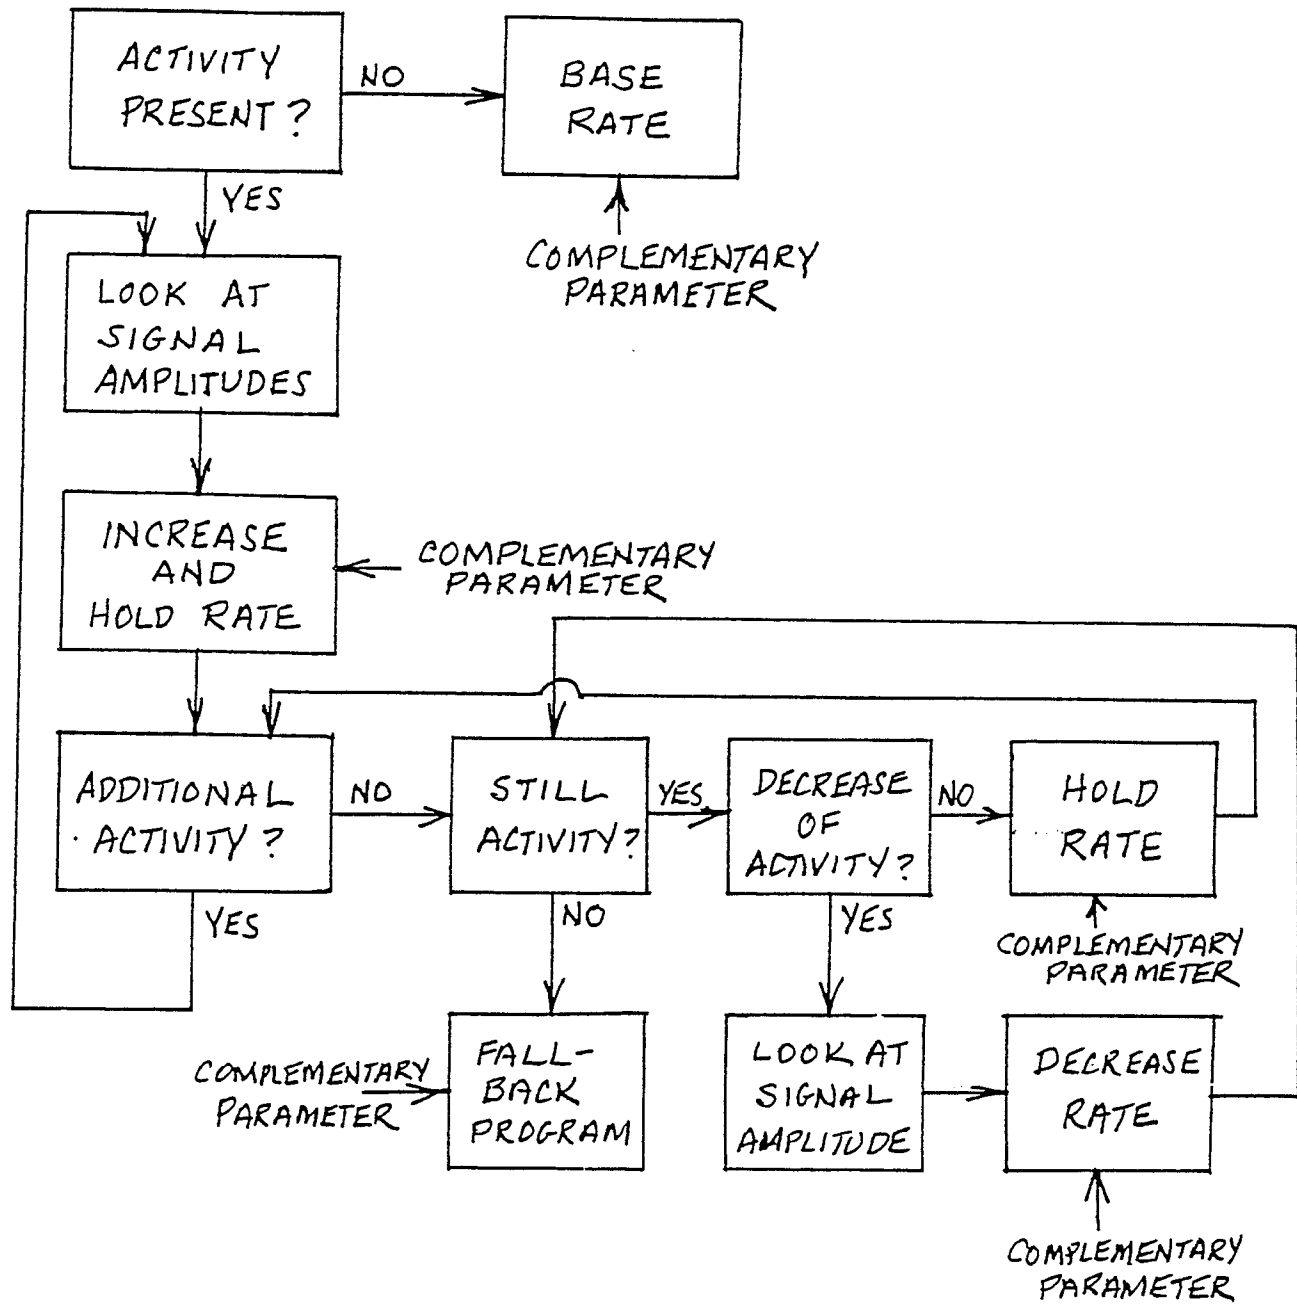 ACTIVITY
PRESENT?
NO
BASE
RATE
YES
COMPLEMENTARY
PARAMETER
LOOK AT
SIGNAL
AMPLITUDES
INCREASE
AND
HOLD RATE
COMPLEMENTARY
PARAMETER
ADDITIONAL
ACTIVITY?
NO
STILL
ACTIVITY?
YES
DECREASE
OF
ACTIVITY?
NO
HOLD
RATE
YES
NO
YES
COMPLEMENTARY
PARAMETER
COMPLEMENTARY
PARAMETER
FALL-
BACK
PROGRAM
LOOK AT
SIGNAL
AMPLITUDE
DECREASE
RATE
COMPLEMENTARY
PARAMETER